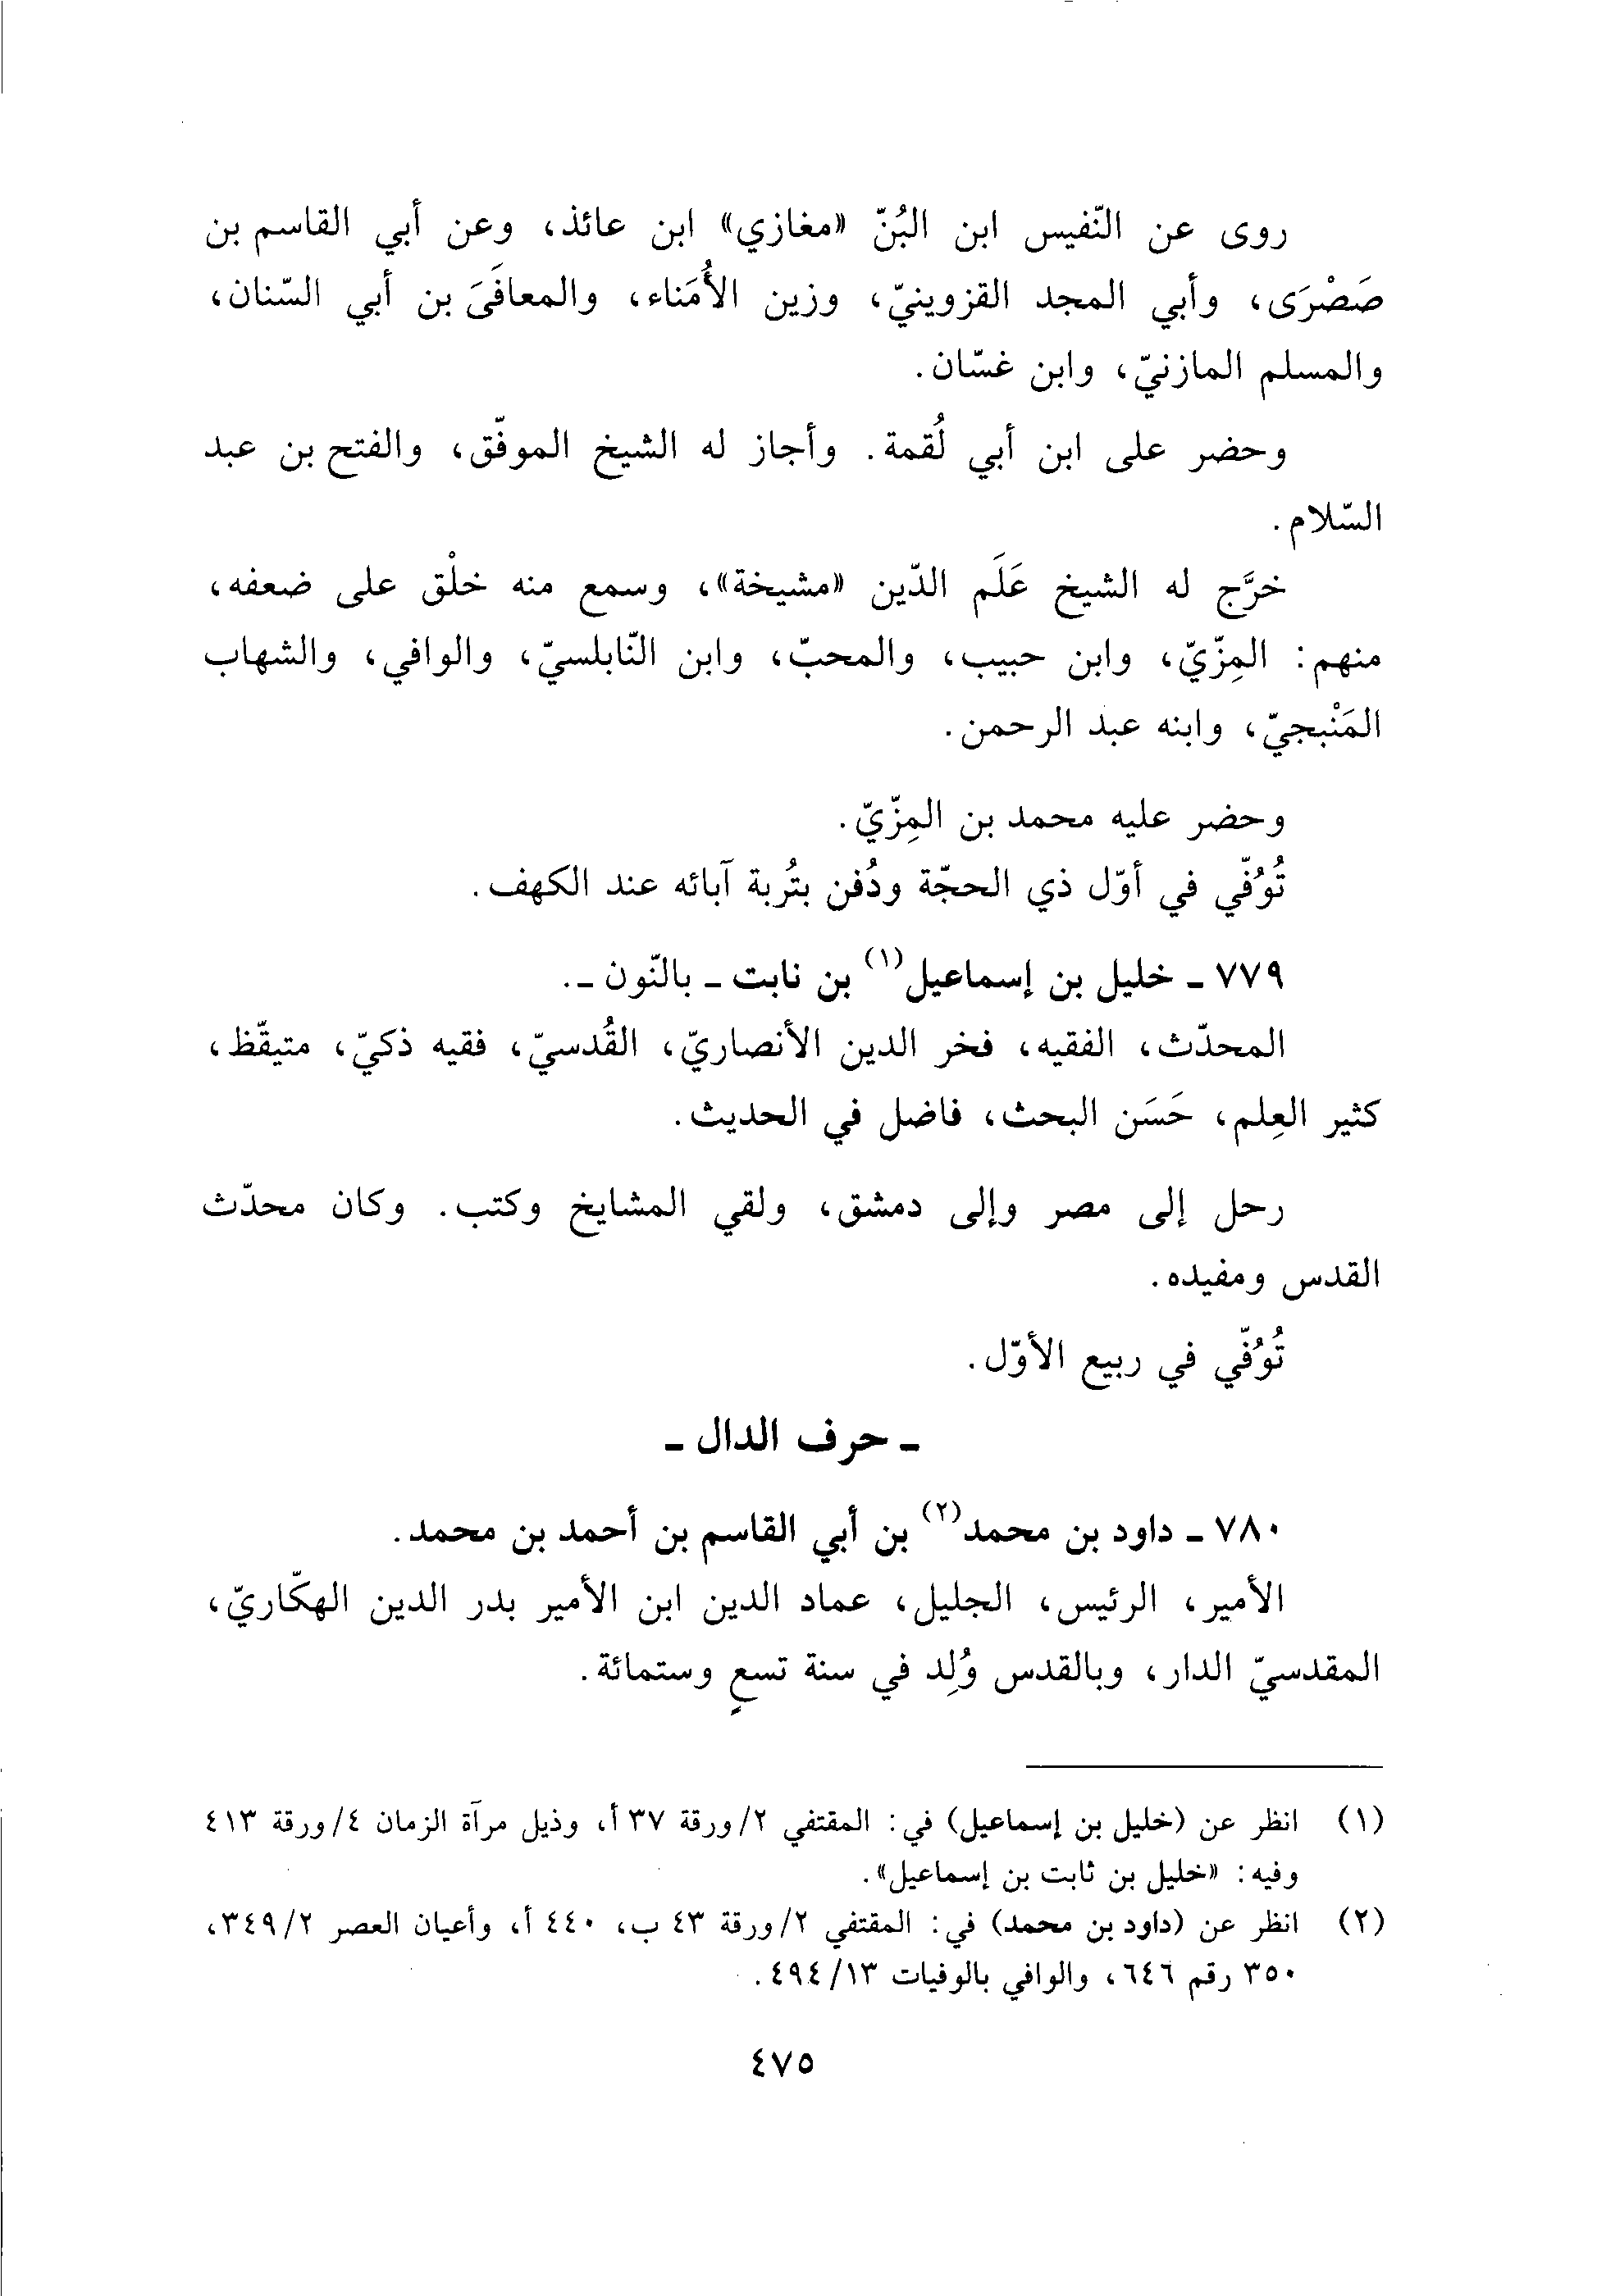 روى عن النّفيس ابن البُنّ «مغازي» ابن عائذ، وعن أبي القاسم بن
صَصْرَى، وأبي المجد القزوينيّ، وزين الأُمَناء، والمعافَىَ بن أبي السّنان،
والمسلم المازنيّ، وابن غسّان.
وحضر على ابن أبي لُقمة. وأجاز له الشيخ الموفّق، والفتح بن عبد
السّلام.
خرَّج له الشيخ عَلَم الدّين «مشيخة»، وسمع منه خلْق على ضعفه،
منهم: المِزّيّ، وابن حبيب، والمحبّ، وابن النّابلسيّ، والوافي، والشهاب
المَنْبجيّ، وابنه عبد الرحمن.
وحضر عليه محمد بن المِزّيّ.
تُوُفّي في أوّل ذي الحجّة ودُفن بتُربة آبائه عند الكهف.
٧٧٩ ـ خليل بن إسماعيل(١) بن نابت ـ بالنّون ـ.
المحدّث، الفقيه، فخر الدين الأنصاريّ، القُدسيّ، فقيه ذكيّ، متيقّظ،
كثير العِلم، حَسَن البحث، فاضل في الحديث.
رحل إلى مصر وإلى دمشق، ولقي المشايخ وكتب. وكان محدّث
القدس ومفيده.
تُوُفّي في ربيع الأوّل.
ـ حرف الدال ـ
٧٨٠ ـ داود بن محمد(٢) بن أبي القاسم بن أحمد بن محمد.
الأمير، الرئيس، الجليل، عماد الدين ابن الأمير بدر الدين الهكّاريّ،
المقدسيّ الدار، وبالقدس وُلِد في سنة تسعٍ وستمائة.
(١) انظر عن (خليل بن إسماعيل) في: المقتفي ٢/ورقة ٣٧ أ، وذيل مرآة الزمان ٤/ورقة ٤١٣
وفيه: «خليل بن ثابت بن إسماعيل».
(٢) انظر عن (داود بن محمد) في: المقتفي ٢/ورقة ٤٣ ب، ٤٤٠ أ، وأعيان العصر ٣٤٩/٢،
٣٥٠ رقم ٦٤٦، والوافي بالوفيات ٤٩٤/١٣.
٤٧٥